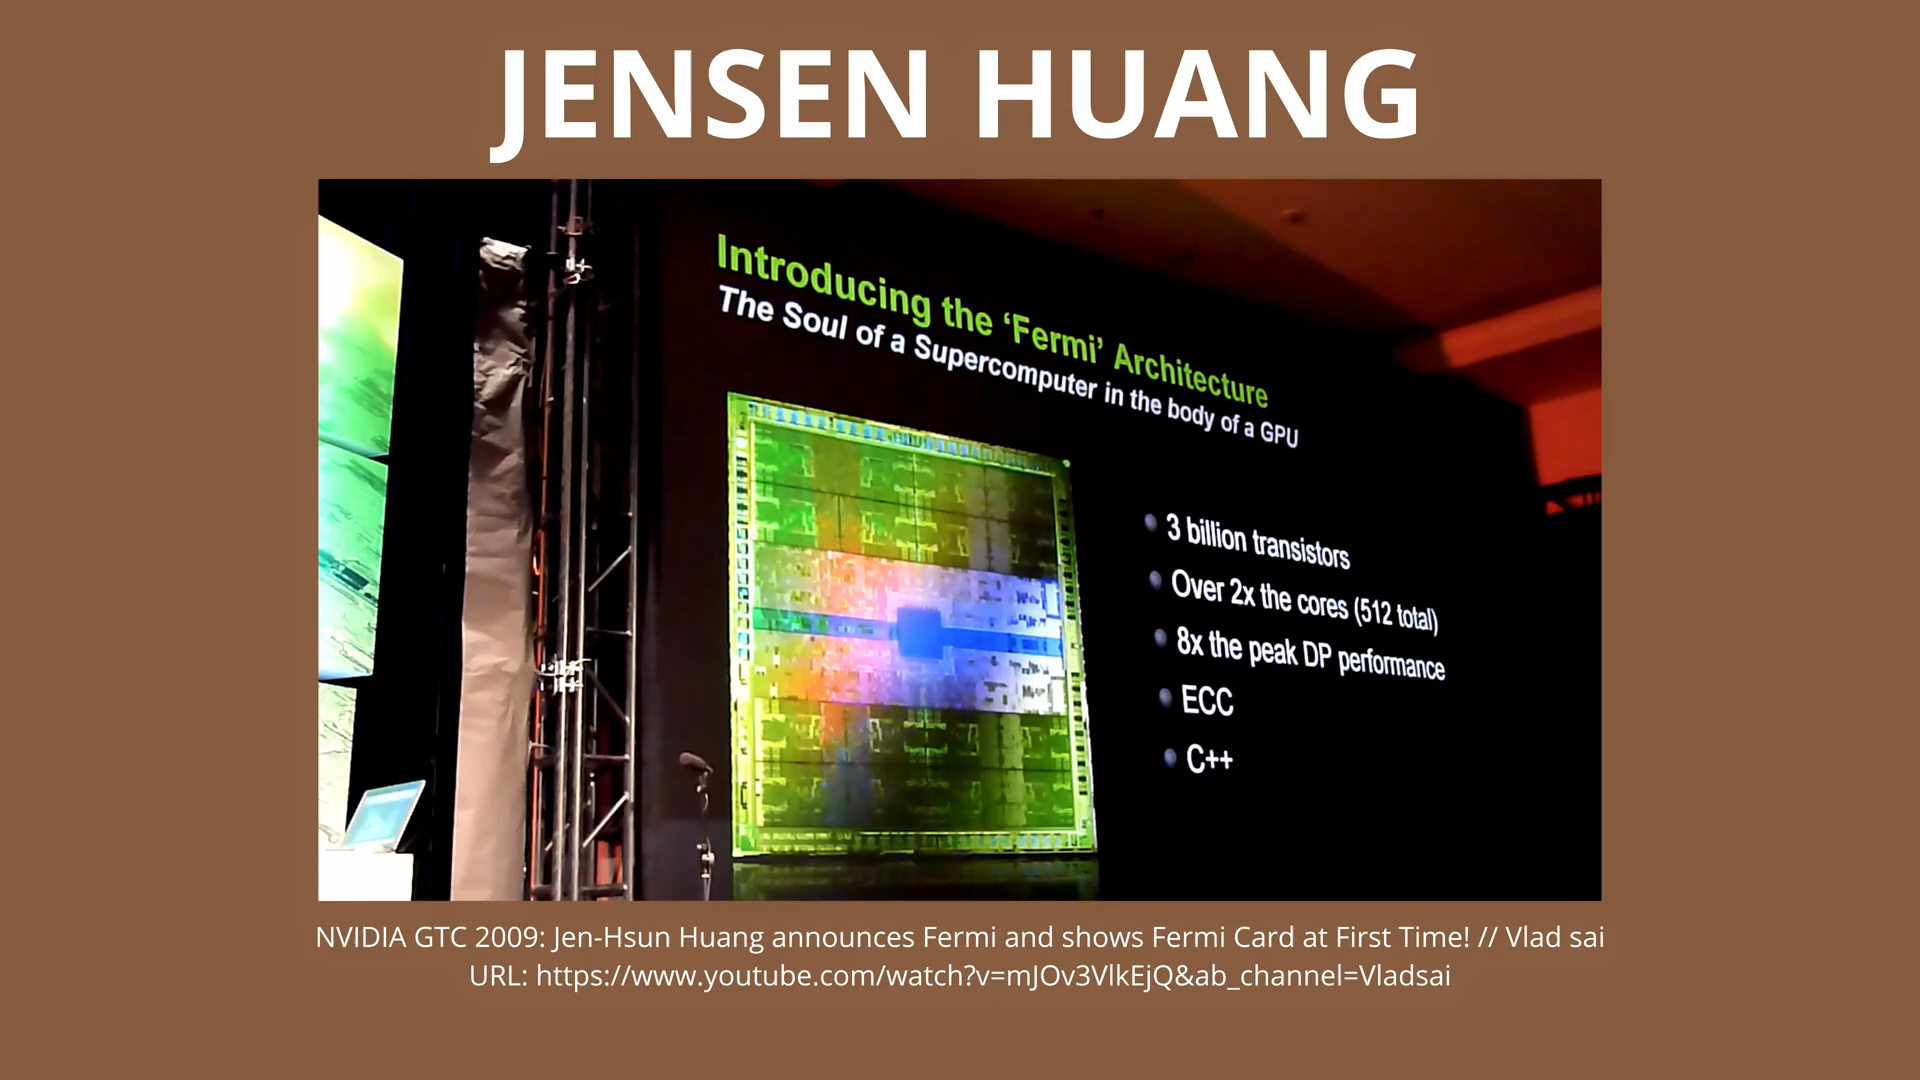 JENSEN HUANG
Introducing the ‘Fermi’ Architecture
The Soul of a Supercomputer in the body of a GPU
3 billion transistors
Over 2x the cores (512 total)
8x the peak DP performance
ECC
C++
NVIDIA GTC 2009: Jen-Hsun Huang announces Fermi and shows Fermi Card at First Time! // Vlad sai
URL: https://www.youtube.com/watch?v=mJOv3VlkEjQ&ab_channel=Vladsai